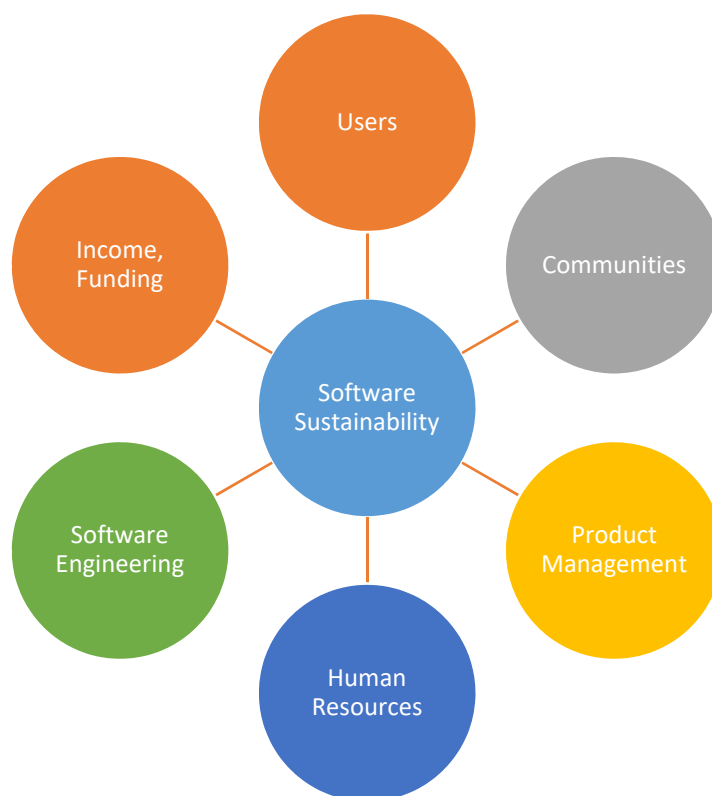 Users
Income,
Funding
Communities
Software
Sustainability
Software
Engineering
Product
Management
Human
Resources